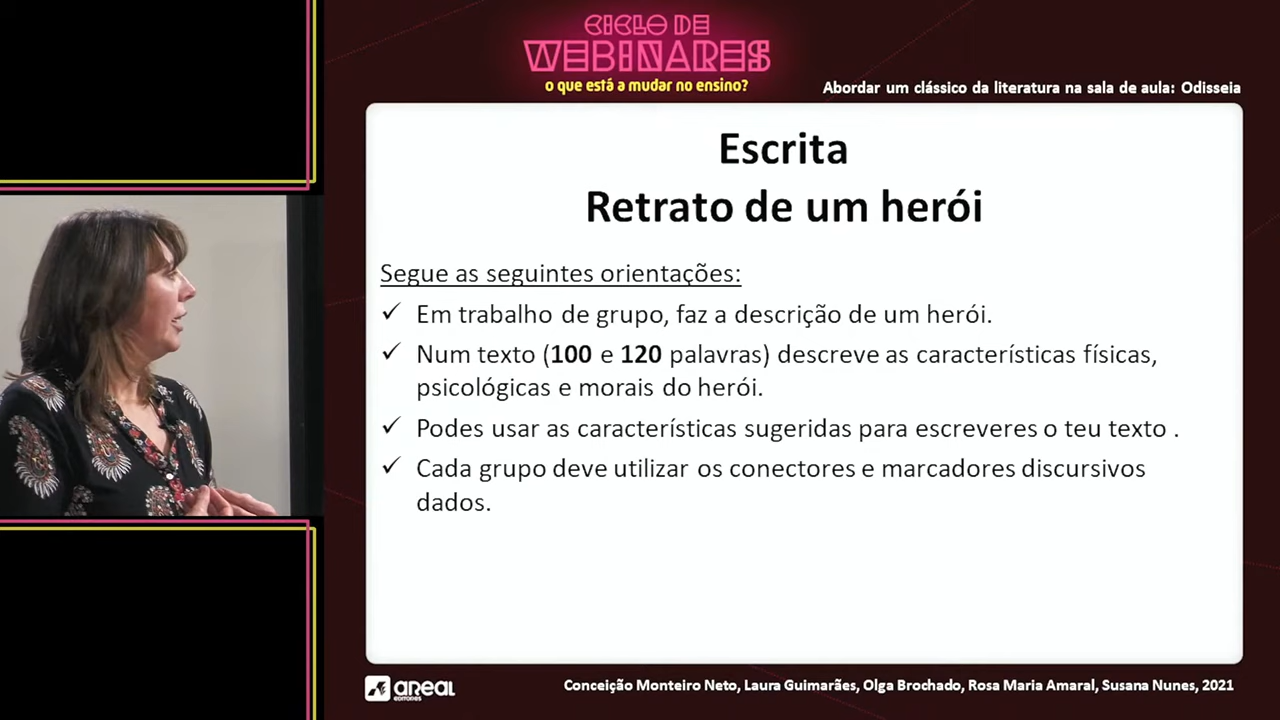 CICLO DE
WEBINARES
o que está a mudar no ensino?
Abordar um clássico da literatura na sala de aula: Odisseia
Escrita
Retrato de um herói
Segue as seguintes orientações:
✓ Em trabalho de grupo, faz a descrição de um herói.
✓ Num texto (100 e 120 palavras) descreve as características físicas,
psicológicas e morais do herói.
✓ Podes usar as características sugeridas para escreveres o teu texto .
✓ Cada grupo deve utilizar os conectores e marcadores discursivos
dados.
areal
EDITORES
Conceição Monteiro Neto, Laura Guimarães, Olga Brochado, Rosa Maria Amaral, Susana Nunes, 2021